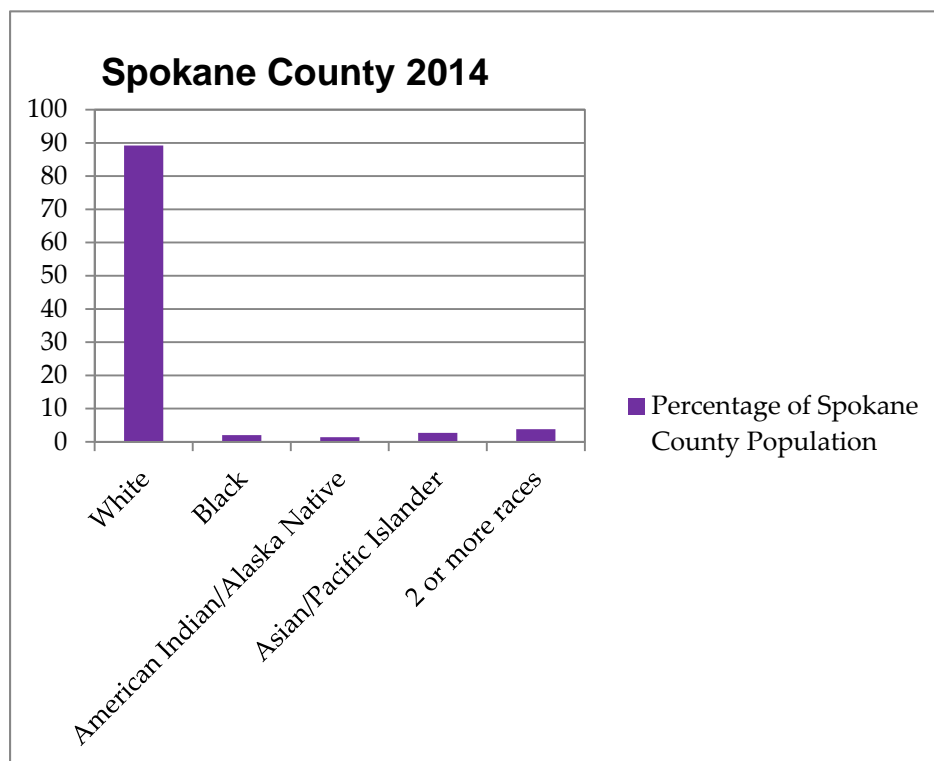 Spokane County 2014
100
90
80
70
60
50
40
30
20
10
0
White
Black
American Indian/Alaska Native
Asian/Pacific Islander
2 or more races
Percentage of Spokane
County Population